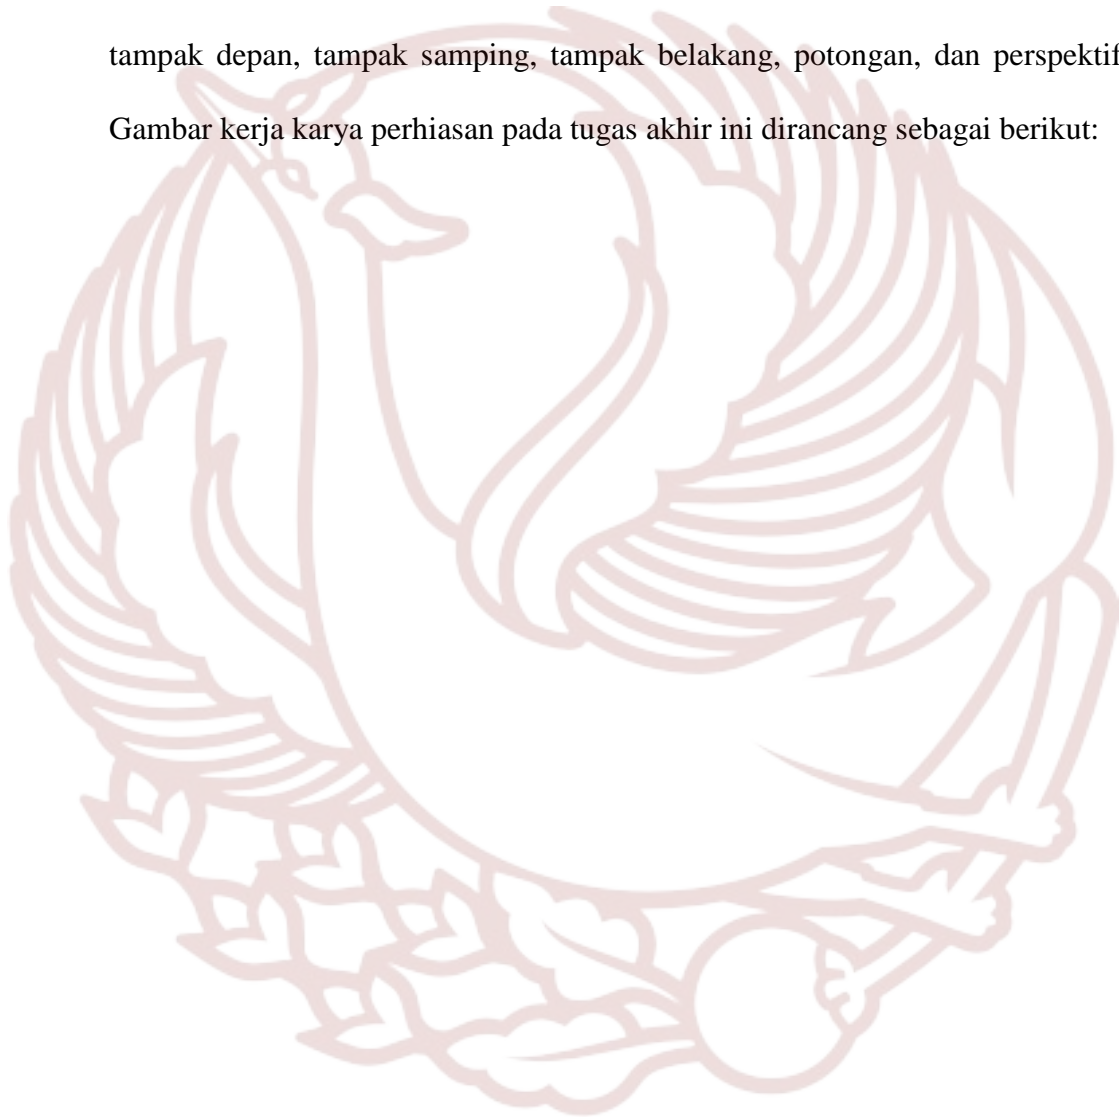 tampak depan, tampak samping, tampak belakang, potongan, dan perspektif
Gambar kerja karya perhiasan pada tugas akhir ini dirancang sebagai berikut: